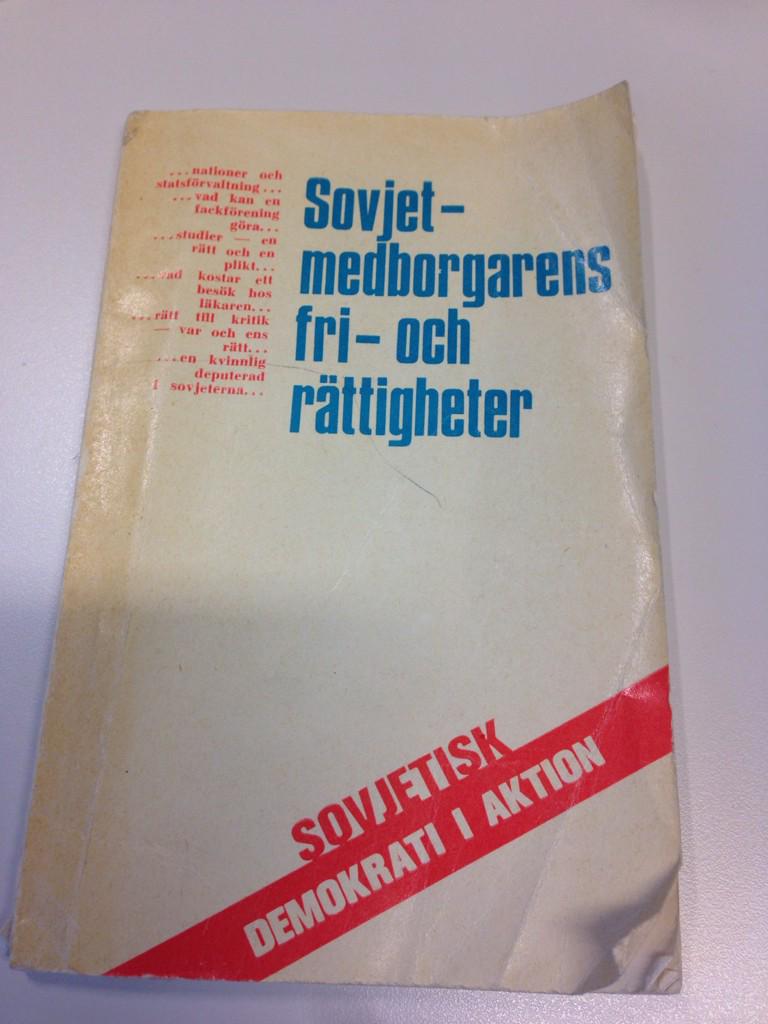 ...nationer och
statsförvaltning...
...vad kan en
fackförening
göra...
...studier — en
rätt och en
plikt...
...vad kostar ett
besök hos
läkaren...
...rätt till kritik
— var och ens
rätt...
...en kvinnlig
deputerad
i sovjeterna...
Sovjet-
medborgarens
fri- och
rättigheter
SOVJETISK
DEMOKRATI I AKTION